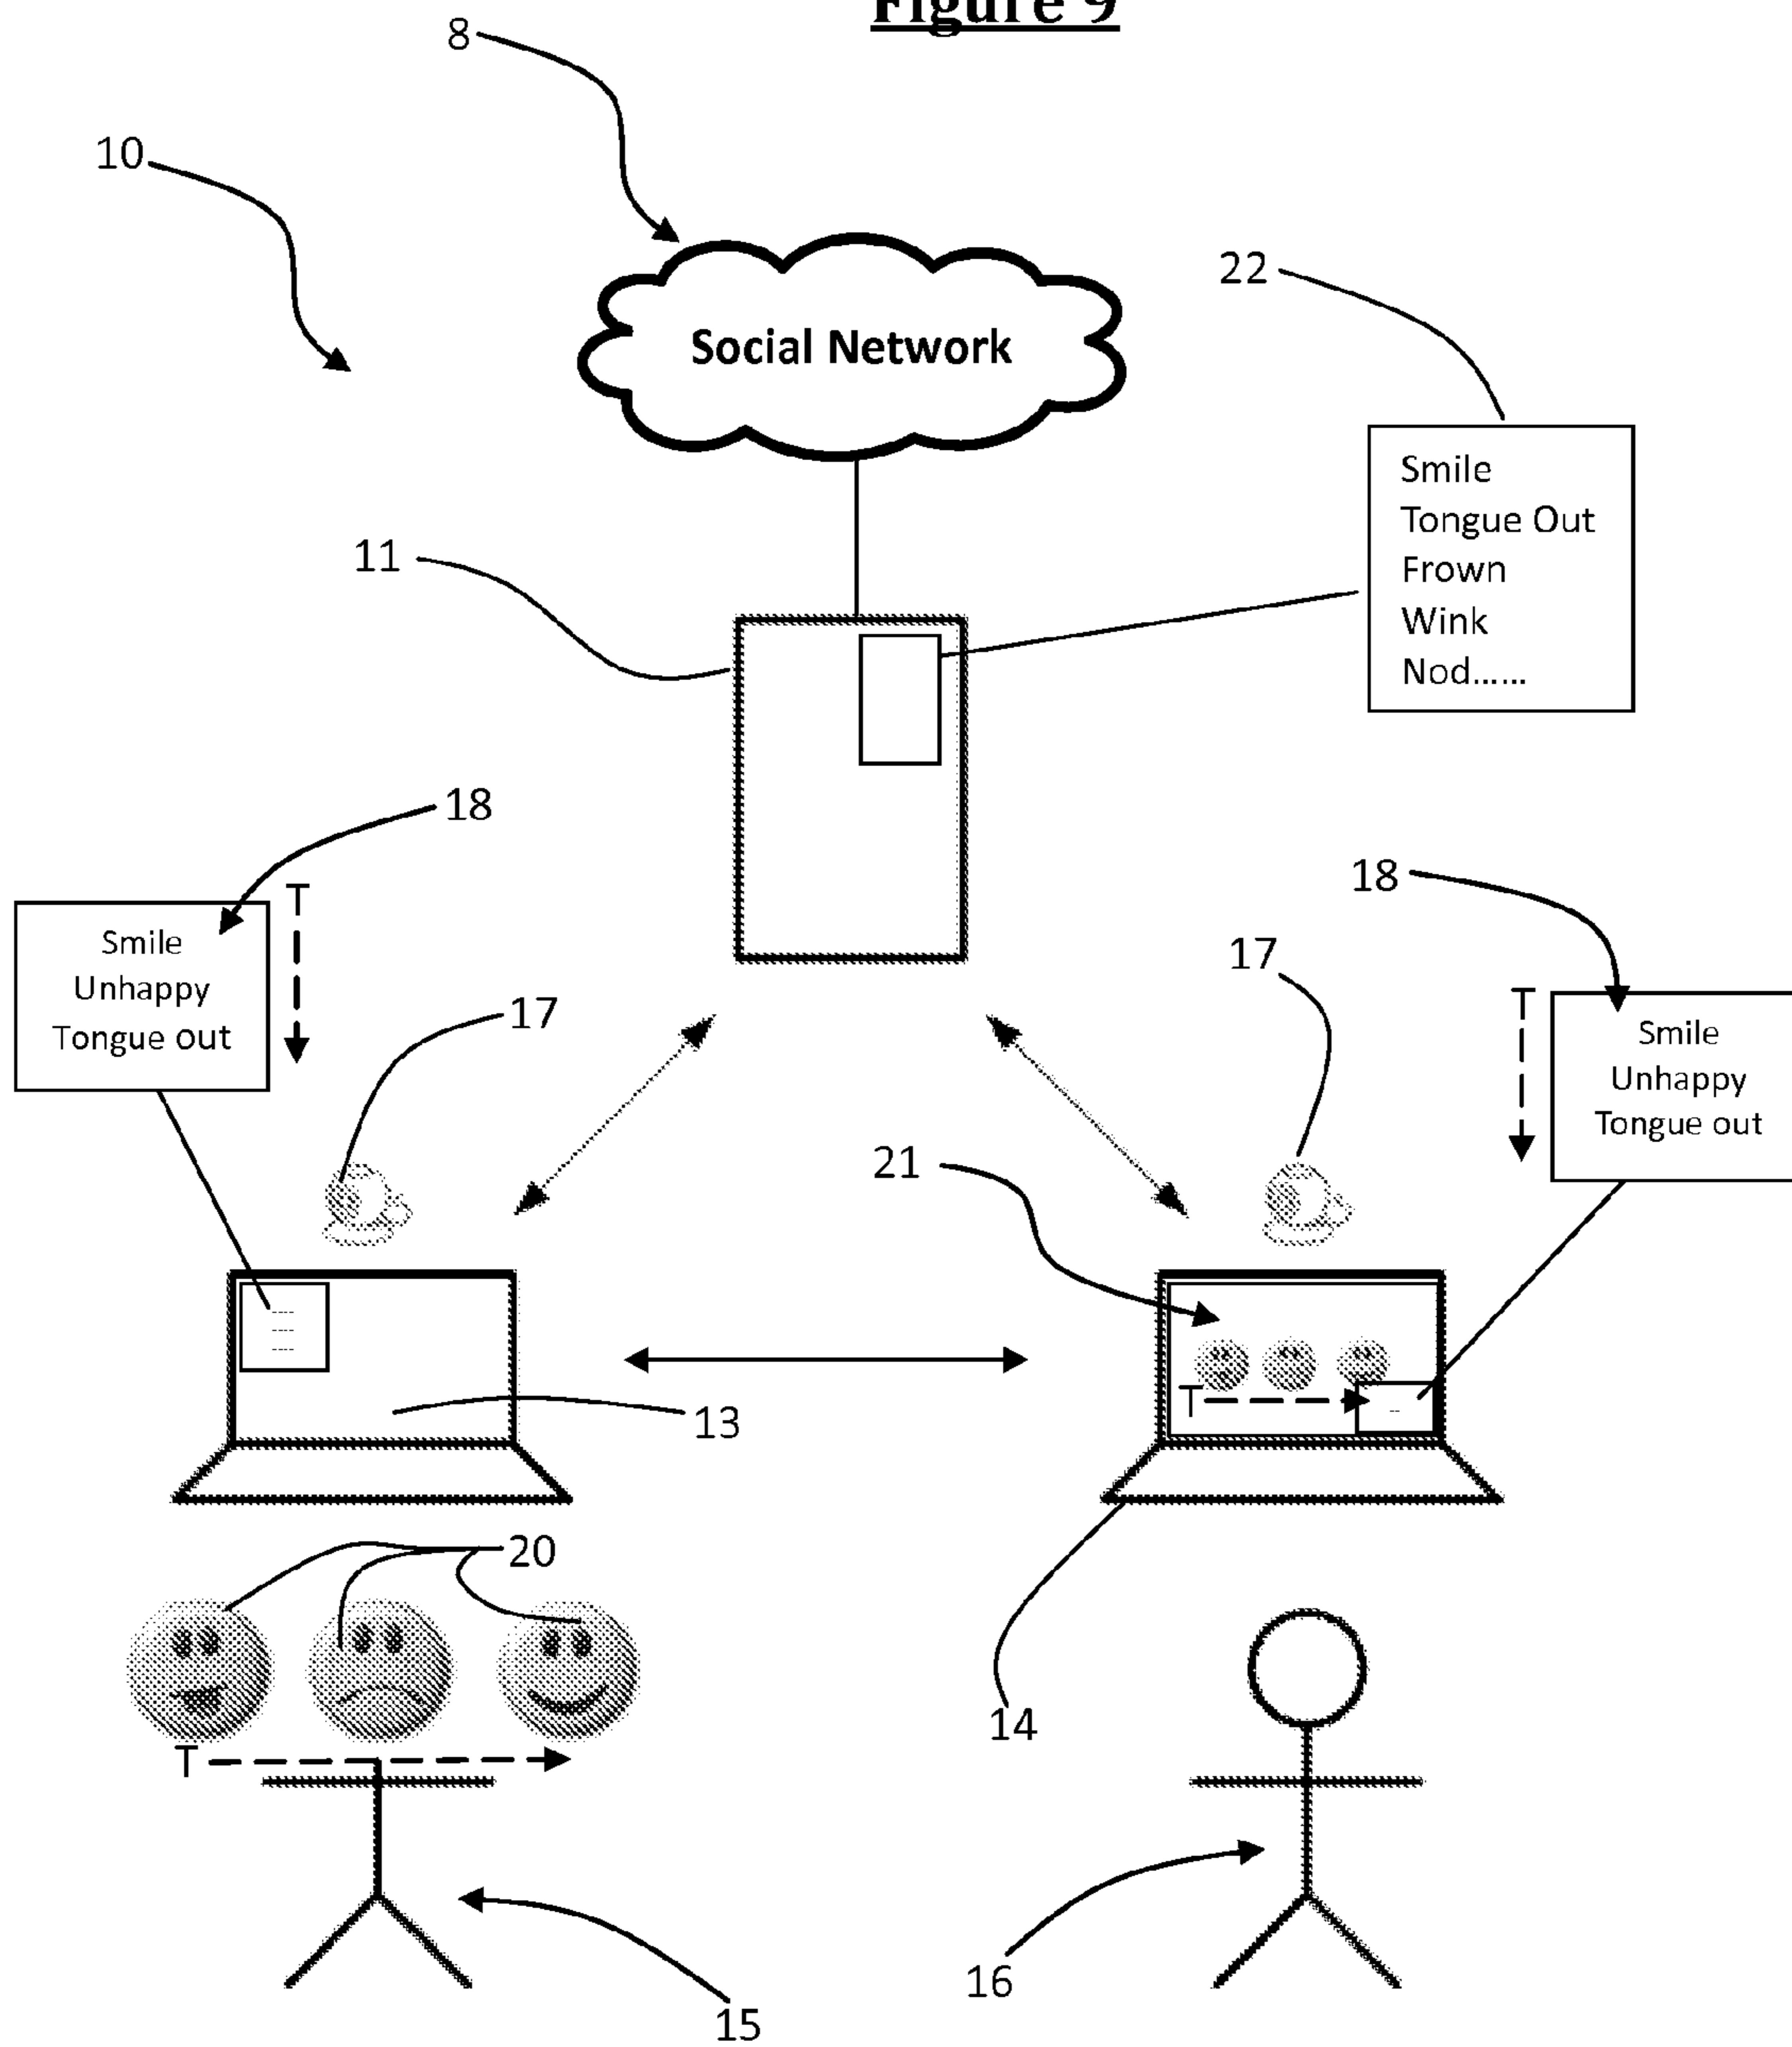 Figure 9
8
10
22
Social Network
Smile
Tongue Out
Frown
Wink
Nod......
11
18
18
T
Smile
Unhappy
Tongue out
17
17
T
Smile
Unhappy
Tongue out
21
T
13
20
14
T
16
15